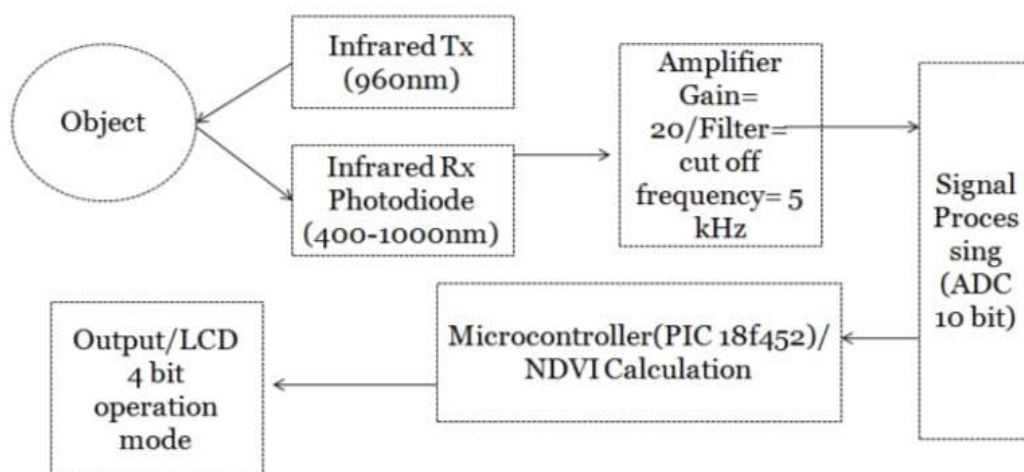 Object
Infrared Tx
(960nm)
Infrared Rx
Photodiode
(400-1000nm)
Amplifier
Gain=
20/Filter=
cut off
frequency= 5
kHz
Signal
Proces
sing
(ADC
10 bit)
Microcontroller(PIC 18f452)/
NDVI Calculation
Output/LCD
4 bit
operation
mode